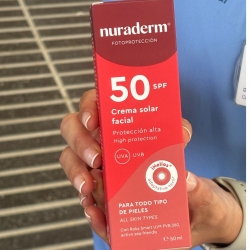 nuraderm®
FOTOPROTECCIÓN
50 SPF
Crema solar
facial
Protección alta
High protection
UVA UVB
PARA TODO TIPO
DE PIELES
ALL SKIN TYPES
50 ml